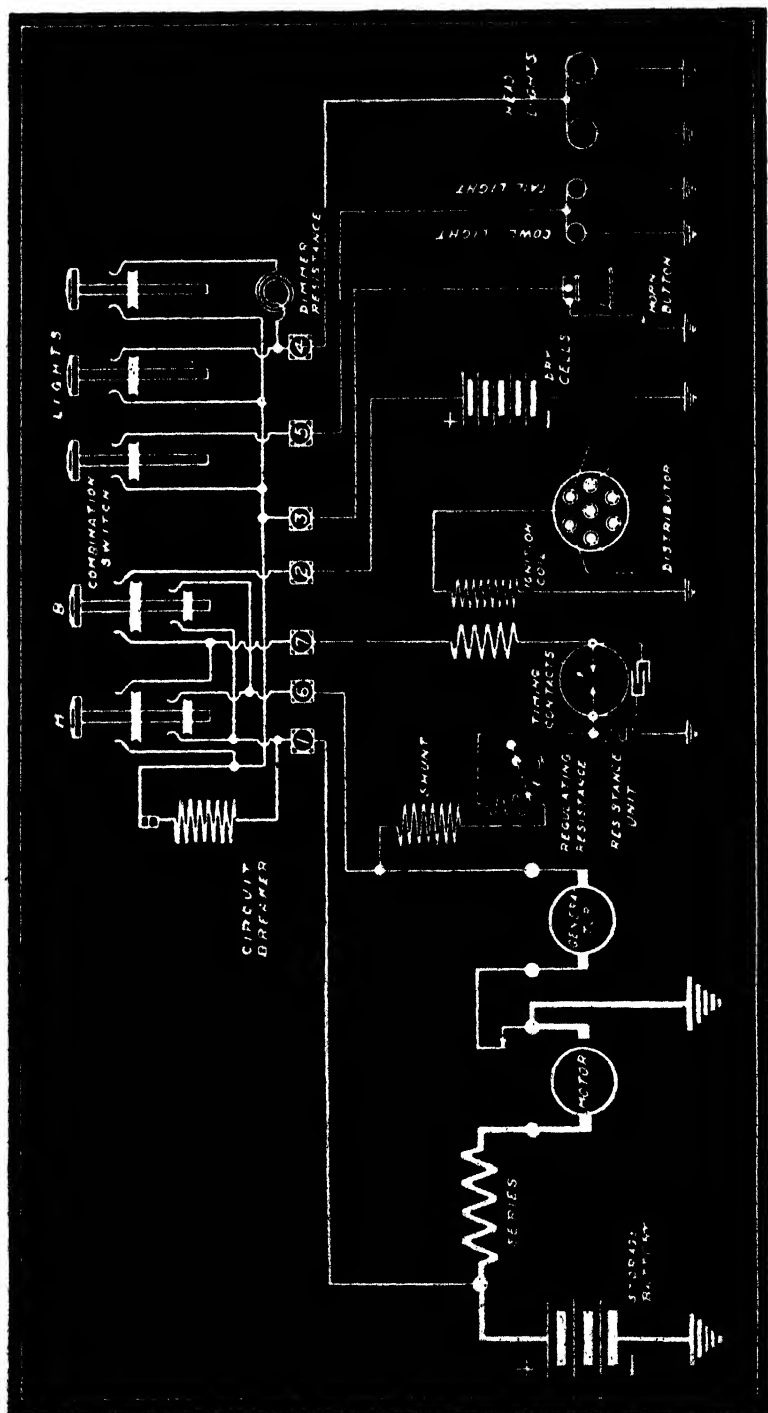 LIGHTS
COMBINATION
SWITCH
B
M
CIRCUIT
BREAKER
DIMMER
RESISTANCE
4
5
3
2
7
6
1
HEAD
LIGHTS
TAIL LIGHT
COWL LIGHT
HORN
BUTTON
DRY
CELLS
+
−
IGNITION
COIL
DISTRIBUTOR
TIMING
CONTACTS
SHUNT
REGULATING
RESISTANCE
RESISTANCE
UNIT
GENERA
TOR
MOTOR
SERIES
STORAGE
BATTERY
+
−